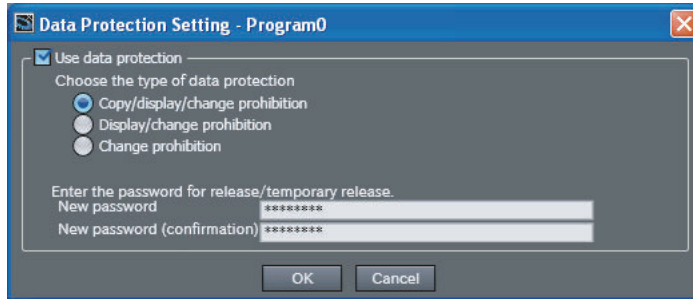 Data Protection Setting - Program0
Use data protection
Choose the type of data protection
Copy/display/change prohibition
Display/change prohibition
Change prohibition
Enter the password for release/temporary release.
New password ********
New password (confirmation) ********
OK Cancel